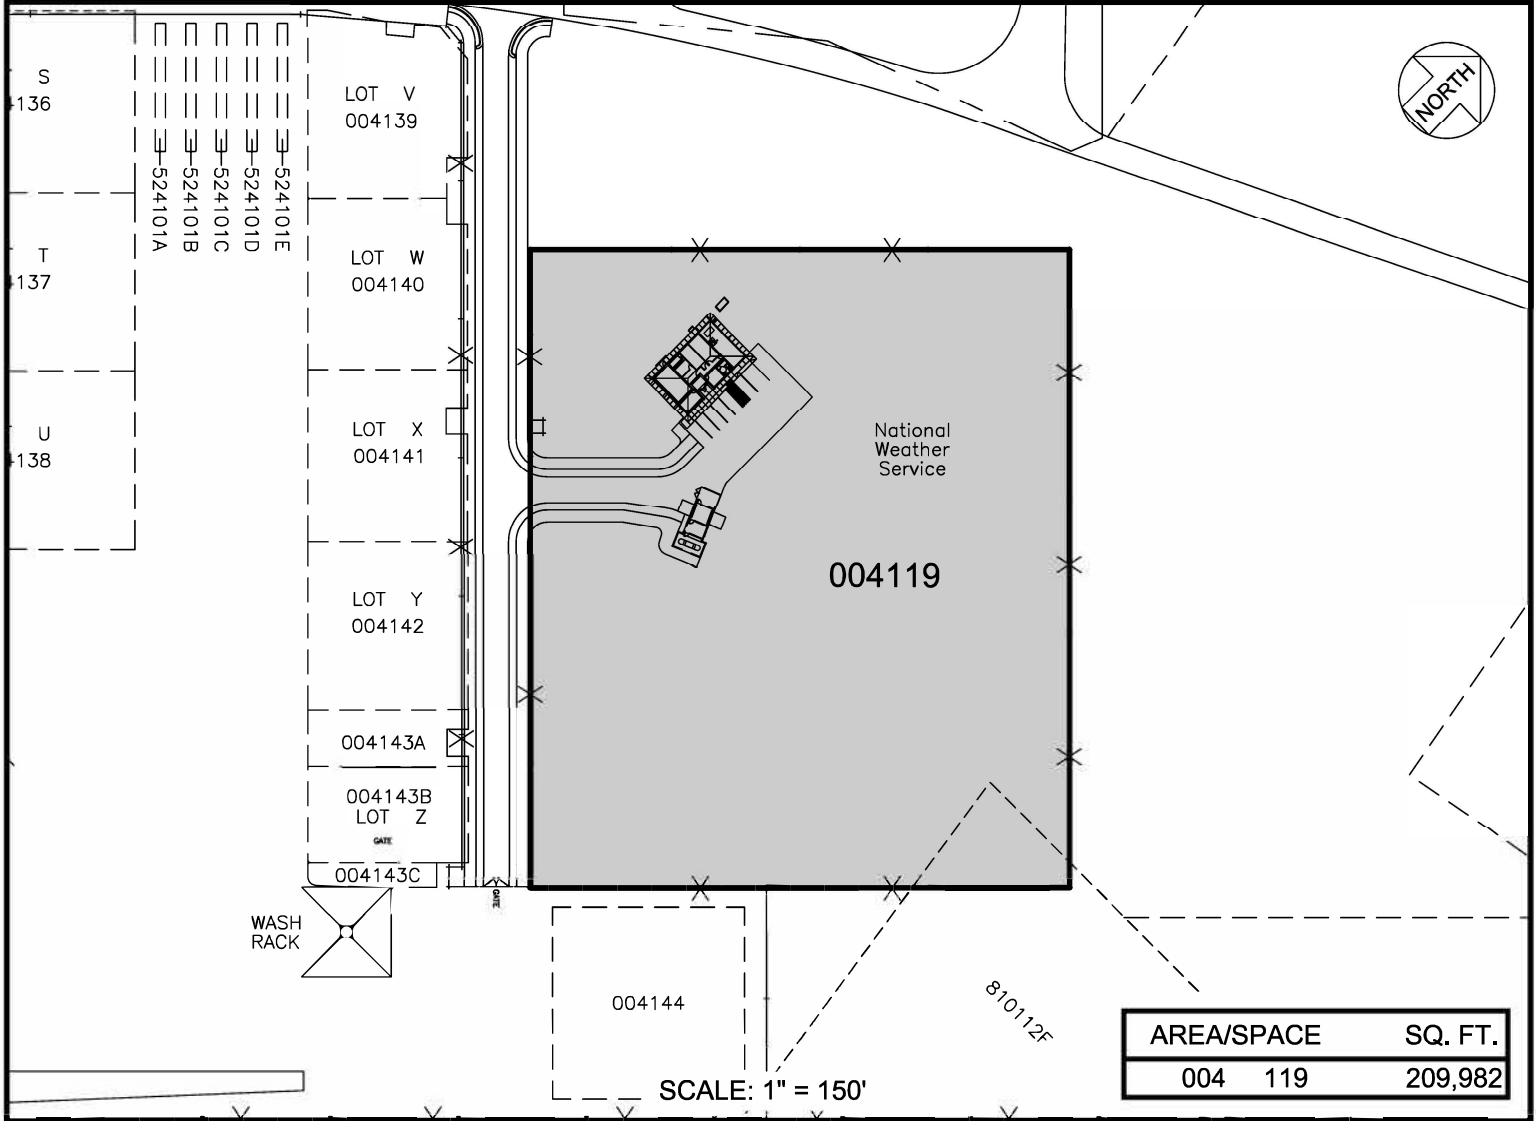 S
136
T
137
U
138
524101A
524101B
524101C
524101D
524101E
LOT V
004139
LOT W
004140
LOT X
004141
LOT Y
004142
004143A
004143B
LOT Z
GATE
004143C
GATE
WASH
RACK
NORTH
National
Weather
Service
004119
004144
810112F
SCALE: 1" = 150'
AREA/SPACE SQ. FT.
004 119 209,982